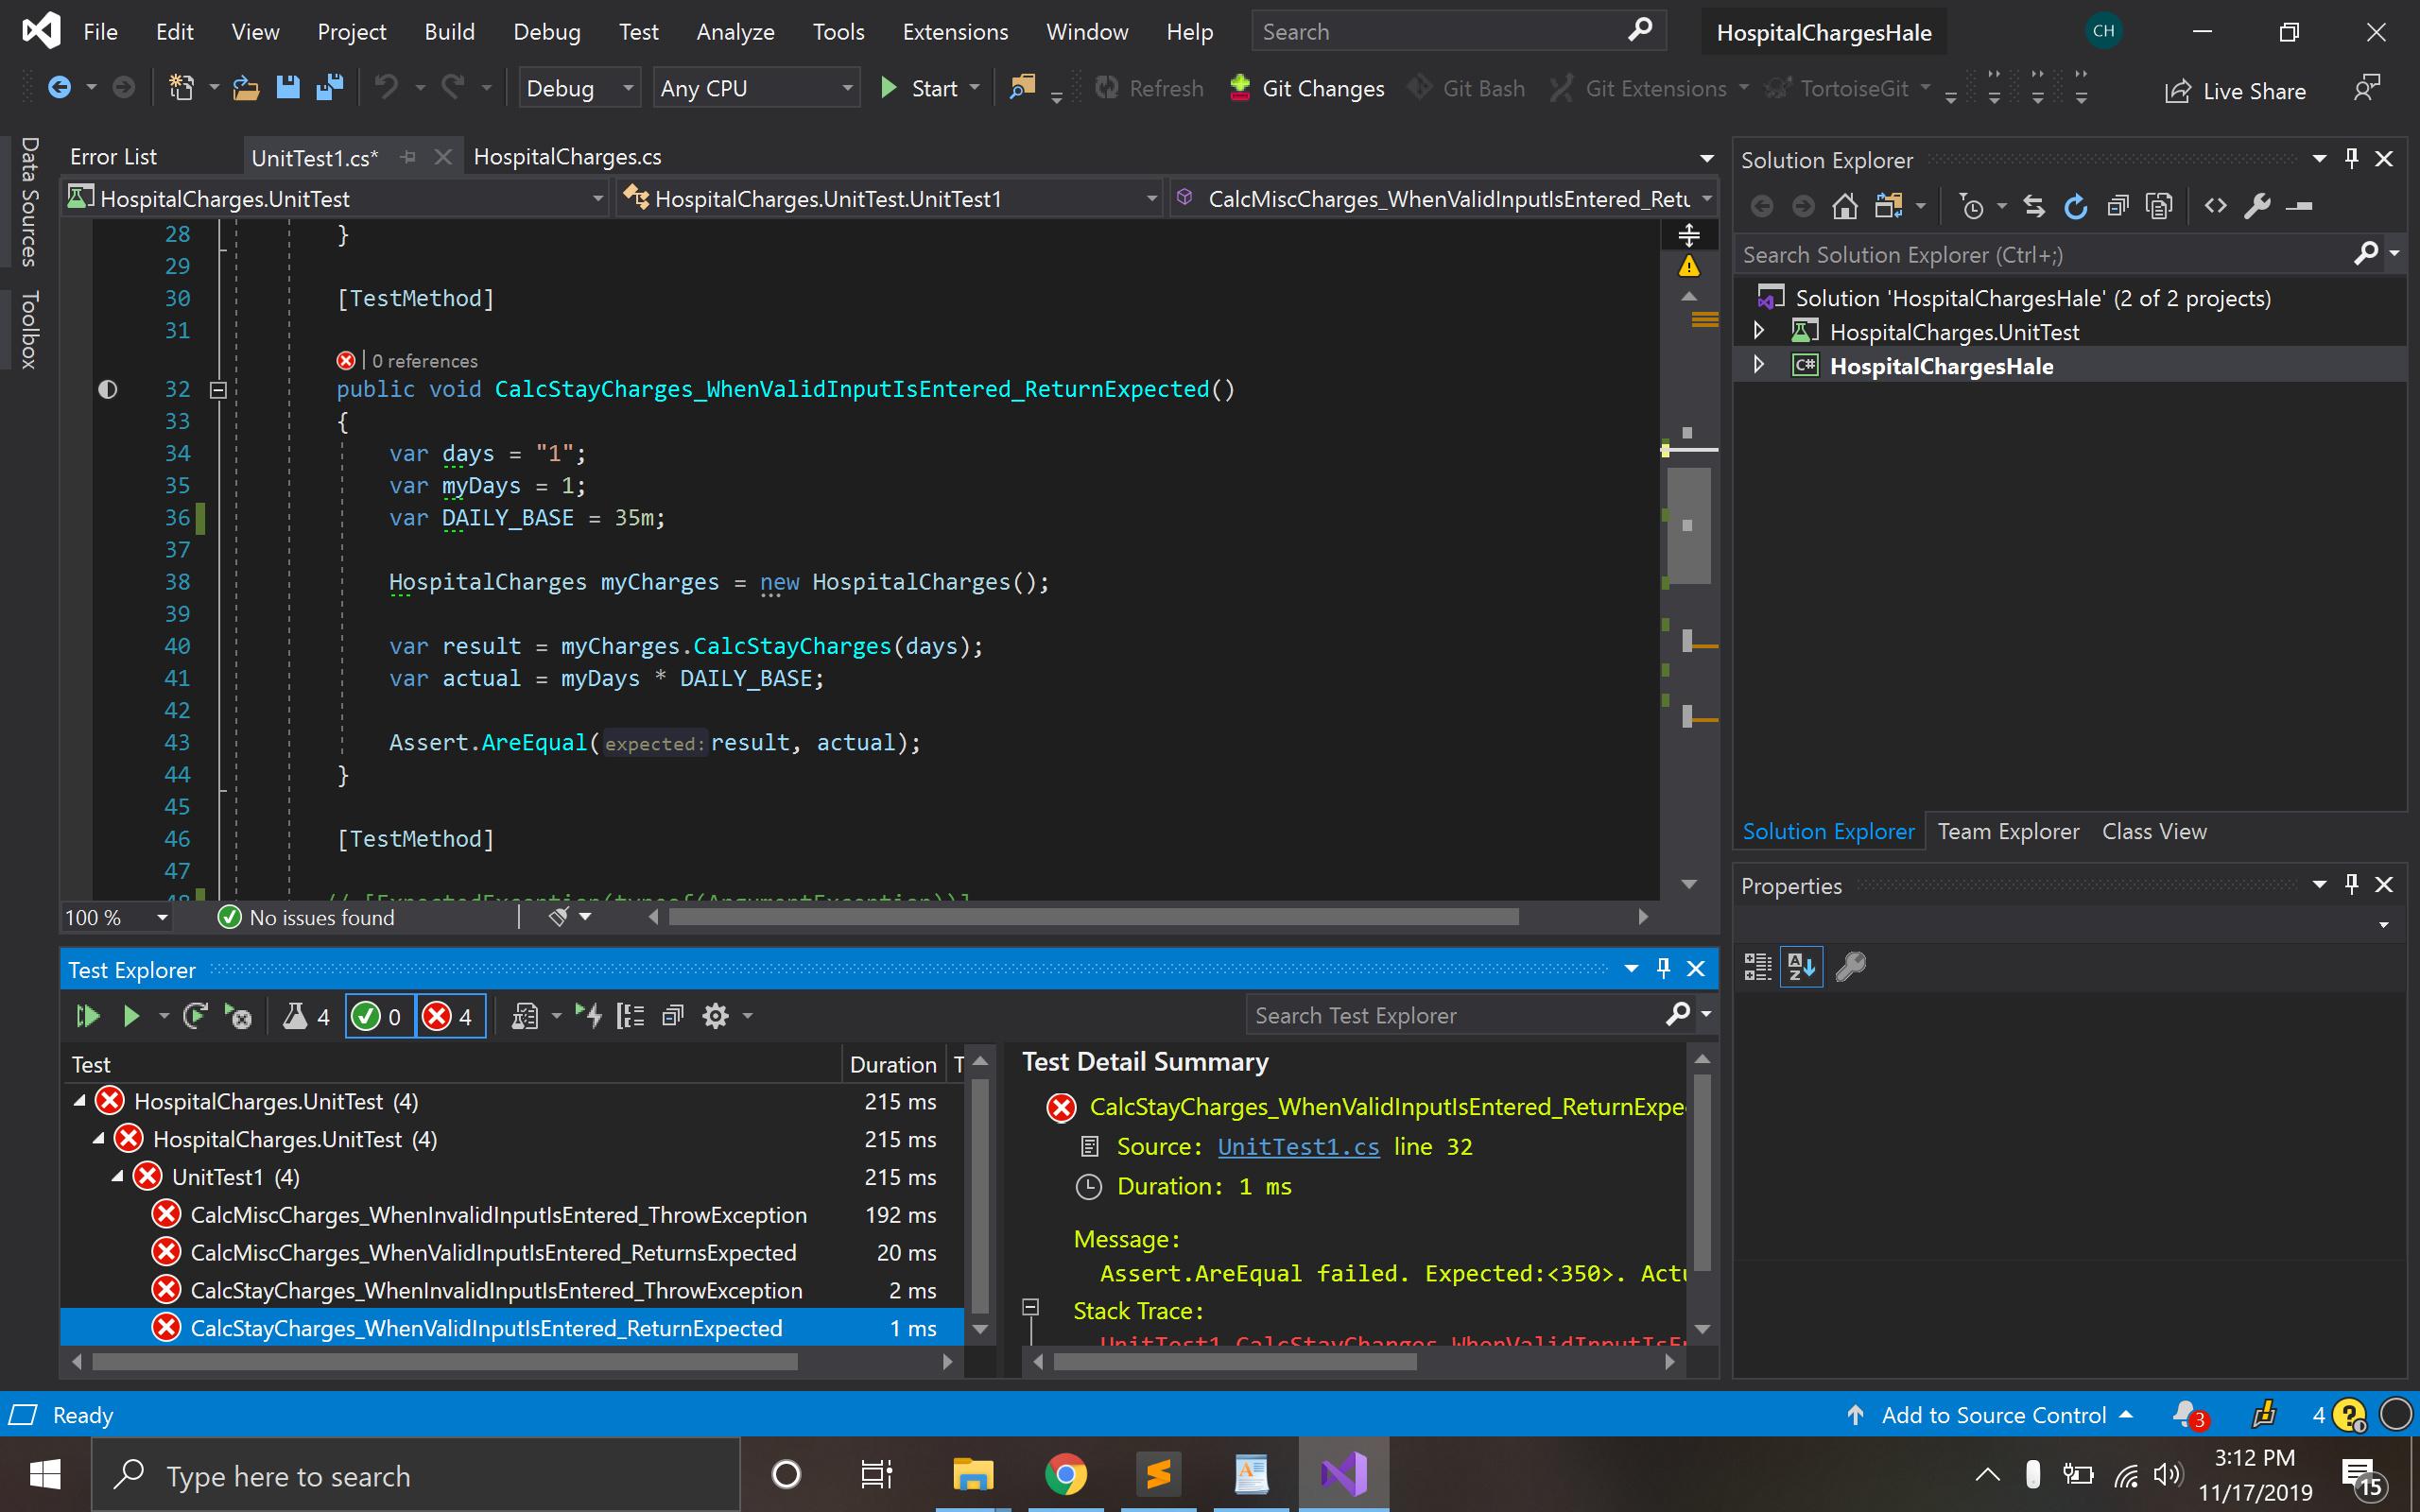 File Edit View Project Build Debug Test Analyze Tools Extensions Window Help Search HospitalChargesHale CH
Debug Any CPU Start Refresh Git Changes Git Bash Git Extensions TortoiseGit Live Share
Data Sources
Toolbox
Error List UnitTest1.cs* HospitalCharges.cs
HospitalCharges.UnitTest HospitalCharges.UnitTest.UnitTest1 CalcMiscCharges_WhenValidInputIsEntered_Retu
28 }
29
30 [TestMethod]
31
0 references
32 public void CalcStayCharges_WhenValidInputIsEntered_ReturnExpected()
33 {
34 var days = "1";
35 var myDays = 1;
36 var DAILY_BASE = 35m;
37
38 HospitalCharges myCharges = new HospitalCharges();
39
40 var result = myCharges.CalcStayCharges(days);
41 var actual = myDays * DAILY_BASE;
42
43 Assert.AreEqual(expected:result, actual);
44 }
45
46 [TestMethod]
47
48 // [ExpectedException(typeof(ArgumentException))]
100 % No issues found
Test Explorer
4 0 4 Search Test Explorer
Test Duration T
HospitalCharges.UnitTest (4) 215 ms
HospitalCharges.UnitTest (4) 215 ms
UnitTest1 (4) 215 ms
CalcMiscCharges_WhenInvalidInputIsEntered_ThrowException 192 ms
CalcMiscCharges_WhenValidInputIsEntered_ReturnsExpected 20 ms
CalcStayCharges_WhenInvalidInputIsEntered_ThrowException 2 ms
CalcStayCharges_WhenValidInputIsEntered_ReturnExpected 1 ms
Test Detail Summary
CalcStayCharges_WhenValidInputIsEntered_ReturnExpe
Source: UnitTest1.cs line 32
Duration: 1 ms
Message:
Assert.AreEqual failed. Expected:<350>. Actu
Stack Trace:
UnitTest1.CalcStayCharges_WhenValidInputIsE
Solution Explorer
Search Solution Explorer (Ctrl+;)
Solution 'HospitalChargesHale' (2 of 2 projects)
HospitalCharges.UnitTest
C# HospitalChargesHale
Solution Explorer Team Explorer Class View
Properties
Ready Add to Source Control 3 4
Type here to search
3:12 PM
11/17/2019
15